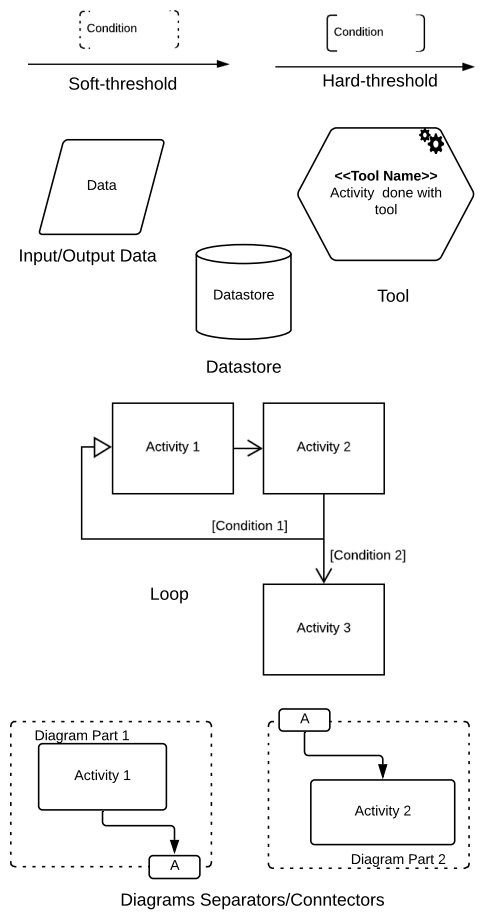 Condition
Condition
Soft-threshold
Hard-threshold
Data
<<Tool Name>>
Activity  done with
tool
Input/Output Data
Tool
Datastore
Datastore
Activity 1
Activity 2
[Condition 1]
[Condition 2]
Loop
Activity 3
A
Diagram Part 1
Activity 1
Activity 2
A
Diagram Part 2
Diagrams Separators/Conntectors